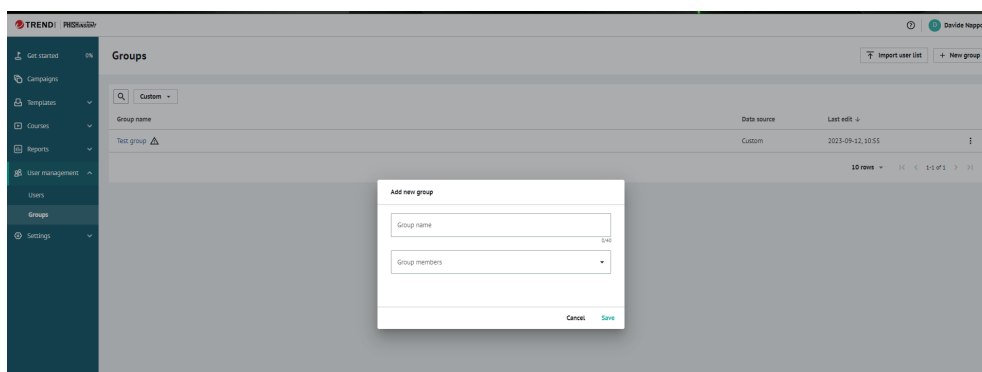 TREND PHISHINSIGHT
Davide Nappo
Get started 0%
Groups
Import user list
+ New group
Campaigns
Templates
Custom
Courses
Group name
Data source
Last edit ↓
Test group
Custom
2023-09-12, 10:55
Reports
10 rows
1-1 of 1
User management
Add new group
Users
Groups
Group name
0/40
Settings
Group members
Cancel
Save